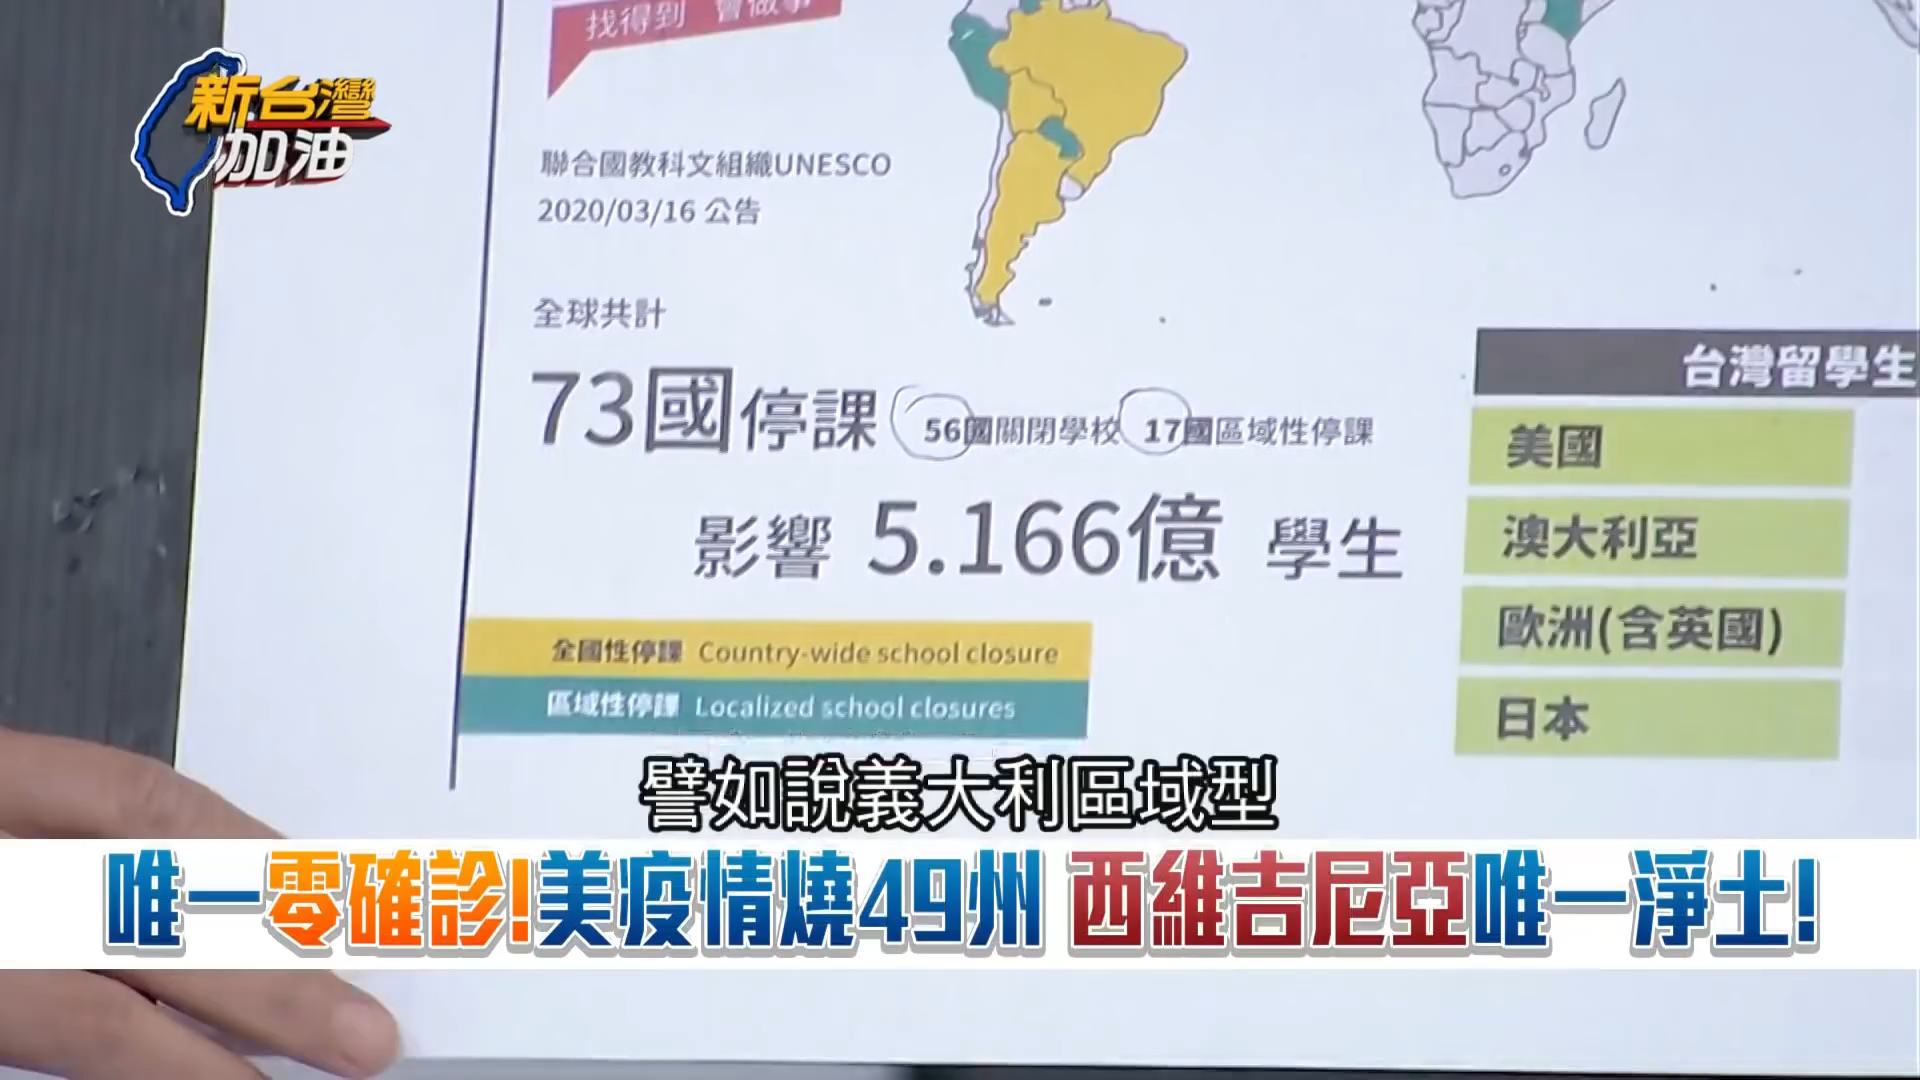 找得到 會做事
新台灣
加油
聯合國教科文組織UNESCO
2020/03/16 公告
全球共計
73國停課 56國關閉學校 17國區域性停課
影響 5.166億 學生
全國性停課 Country-wide school closure
區域性停課 Localized school closures
台灣留學生
美國
澳大利亞
歐洲(含英國)
日本
譬如說義大利區域型
唯一零確診!美疫情燒49州 西維吉尼亞唯一淨土!